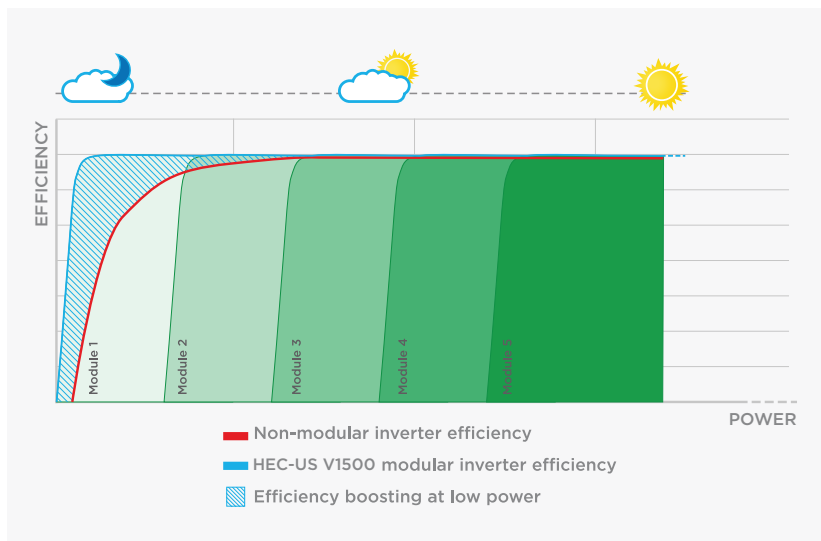 EFFICIENCY
Module 1
Module 2
Module 3
Module 4
Module 5
POWER
Non-modular inverter efficiency
HEC-US V1500 modular inverter efficiency
Efficiency boosting at low power